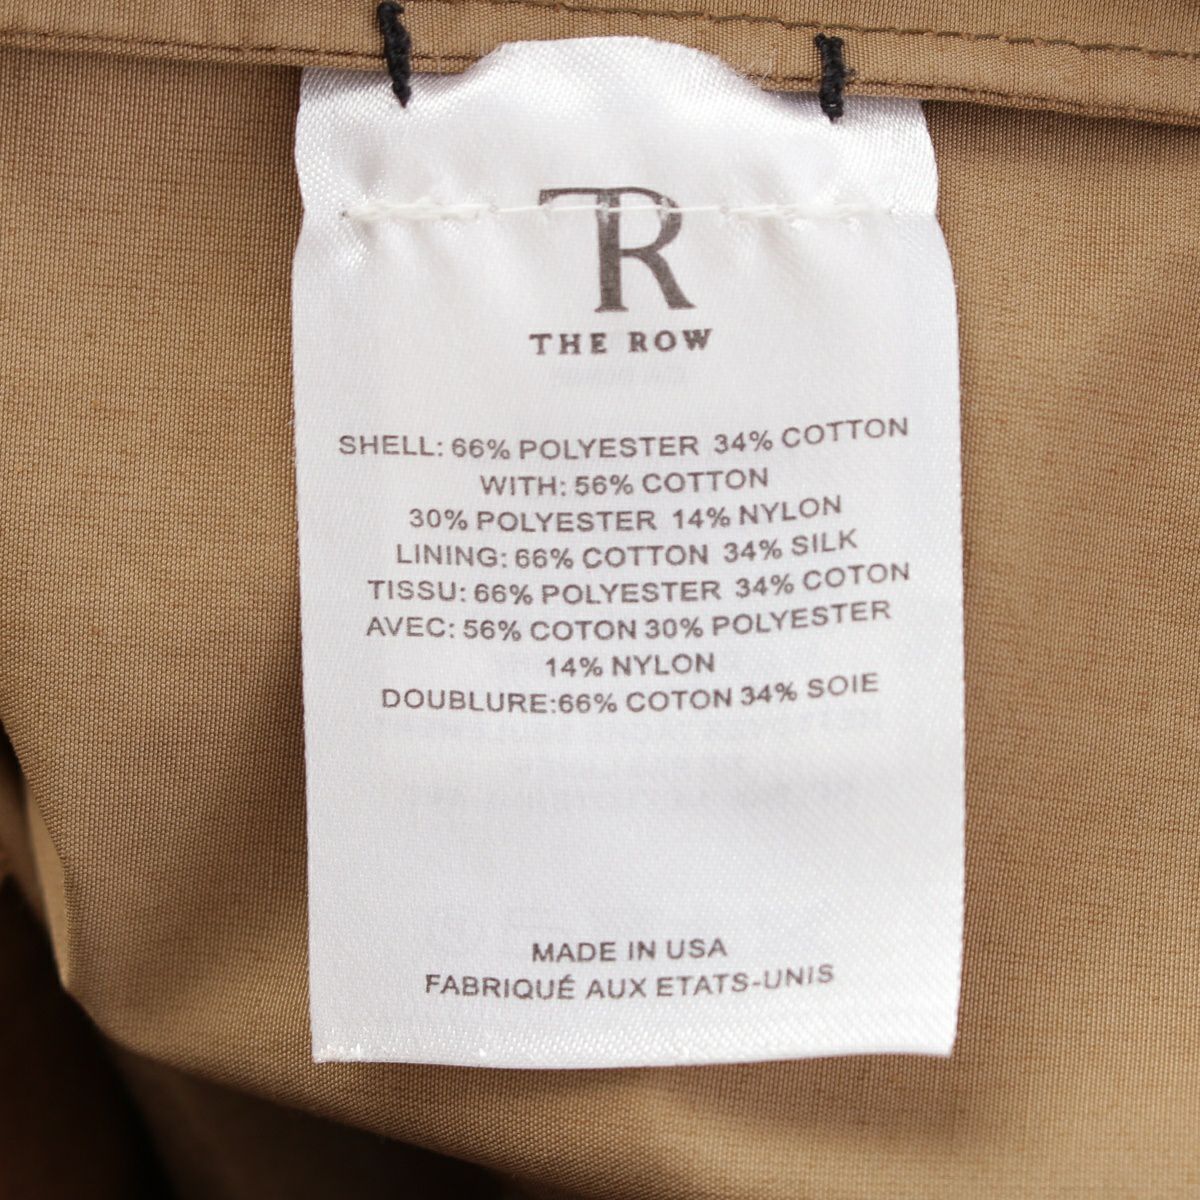 TR
THE ROW
SHELL: 66% POLYESTER 34% COTTON
WITH: 56% COTTON
30% POLYESTER 14% NYLON
LINING: 66% COTTON 34% SILK
TISSU: 66% POLYESTER 34% COTON
AVEC: 56% COTON 30% POLYESTER
14% NYLON
DOUBLURE:66% COTON 34% SOIE
MADE IN USA
FABRIQUÉ AUX ETATS-UNIS